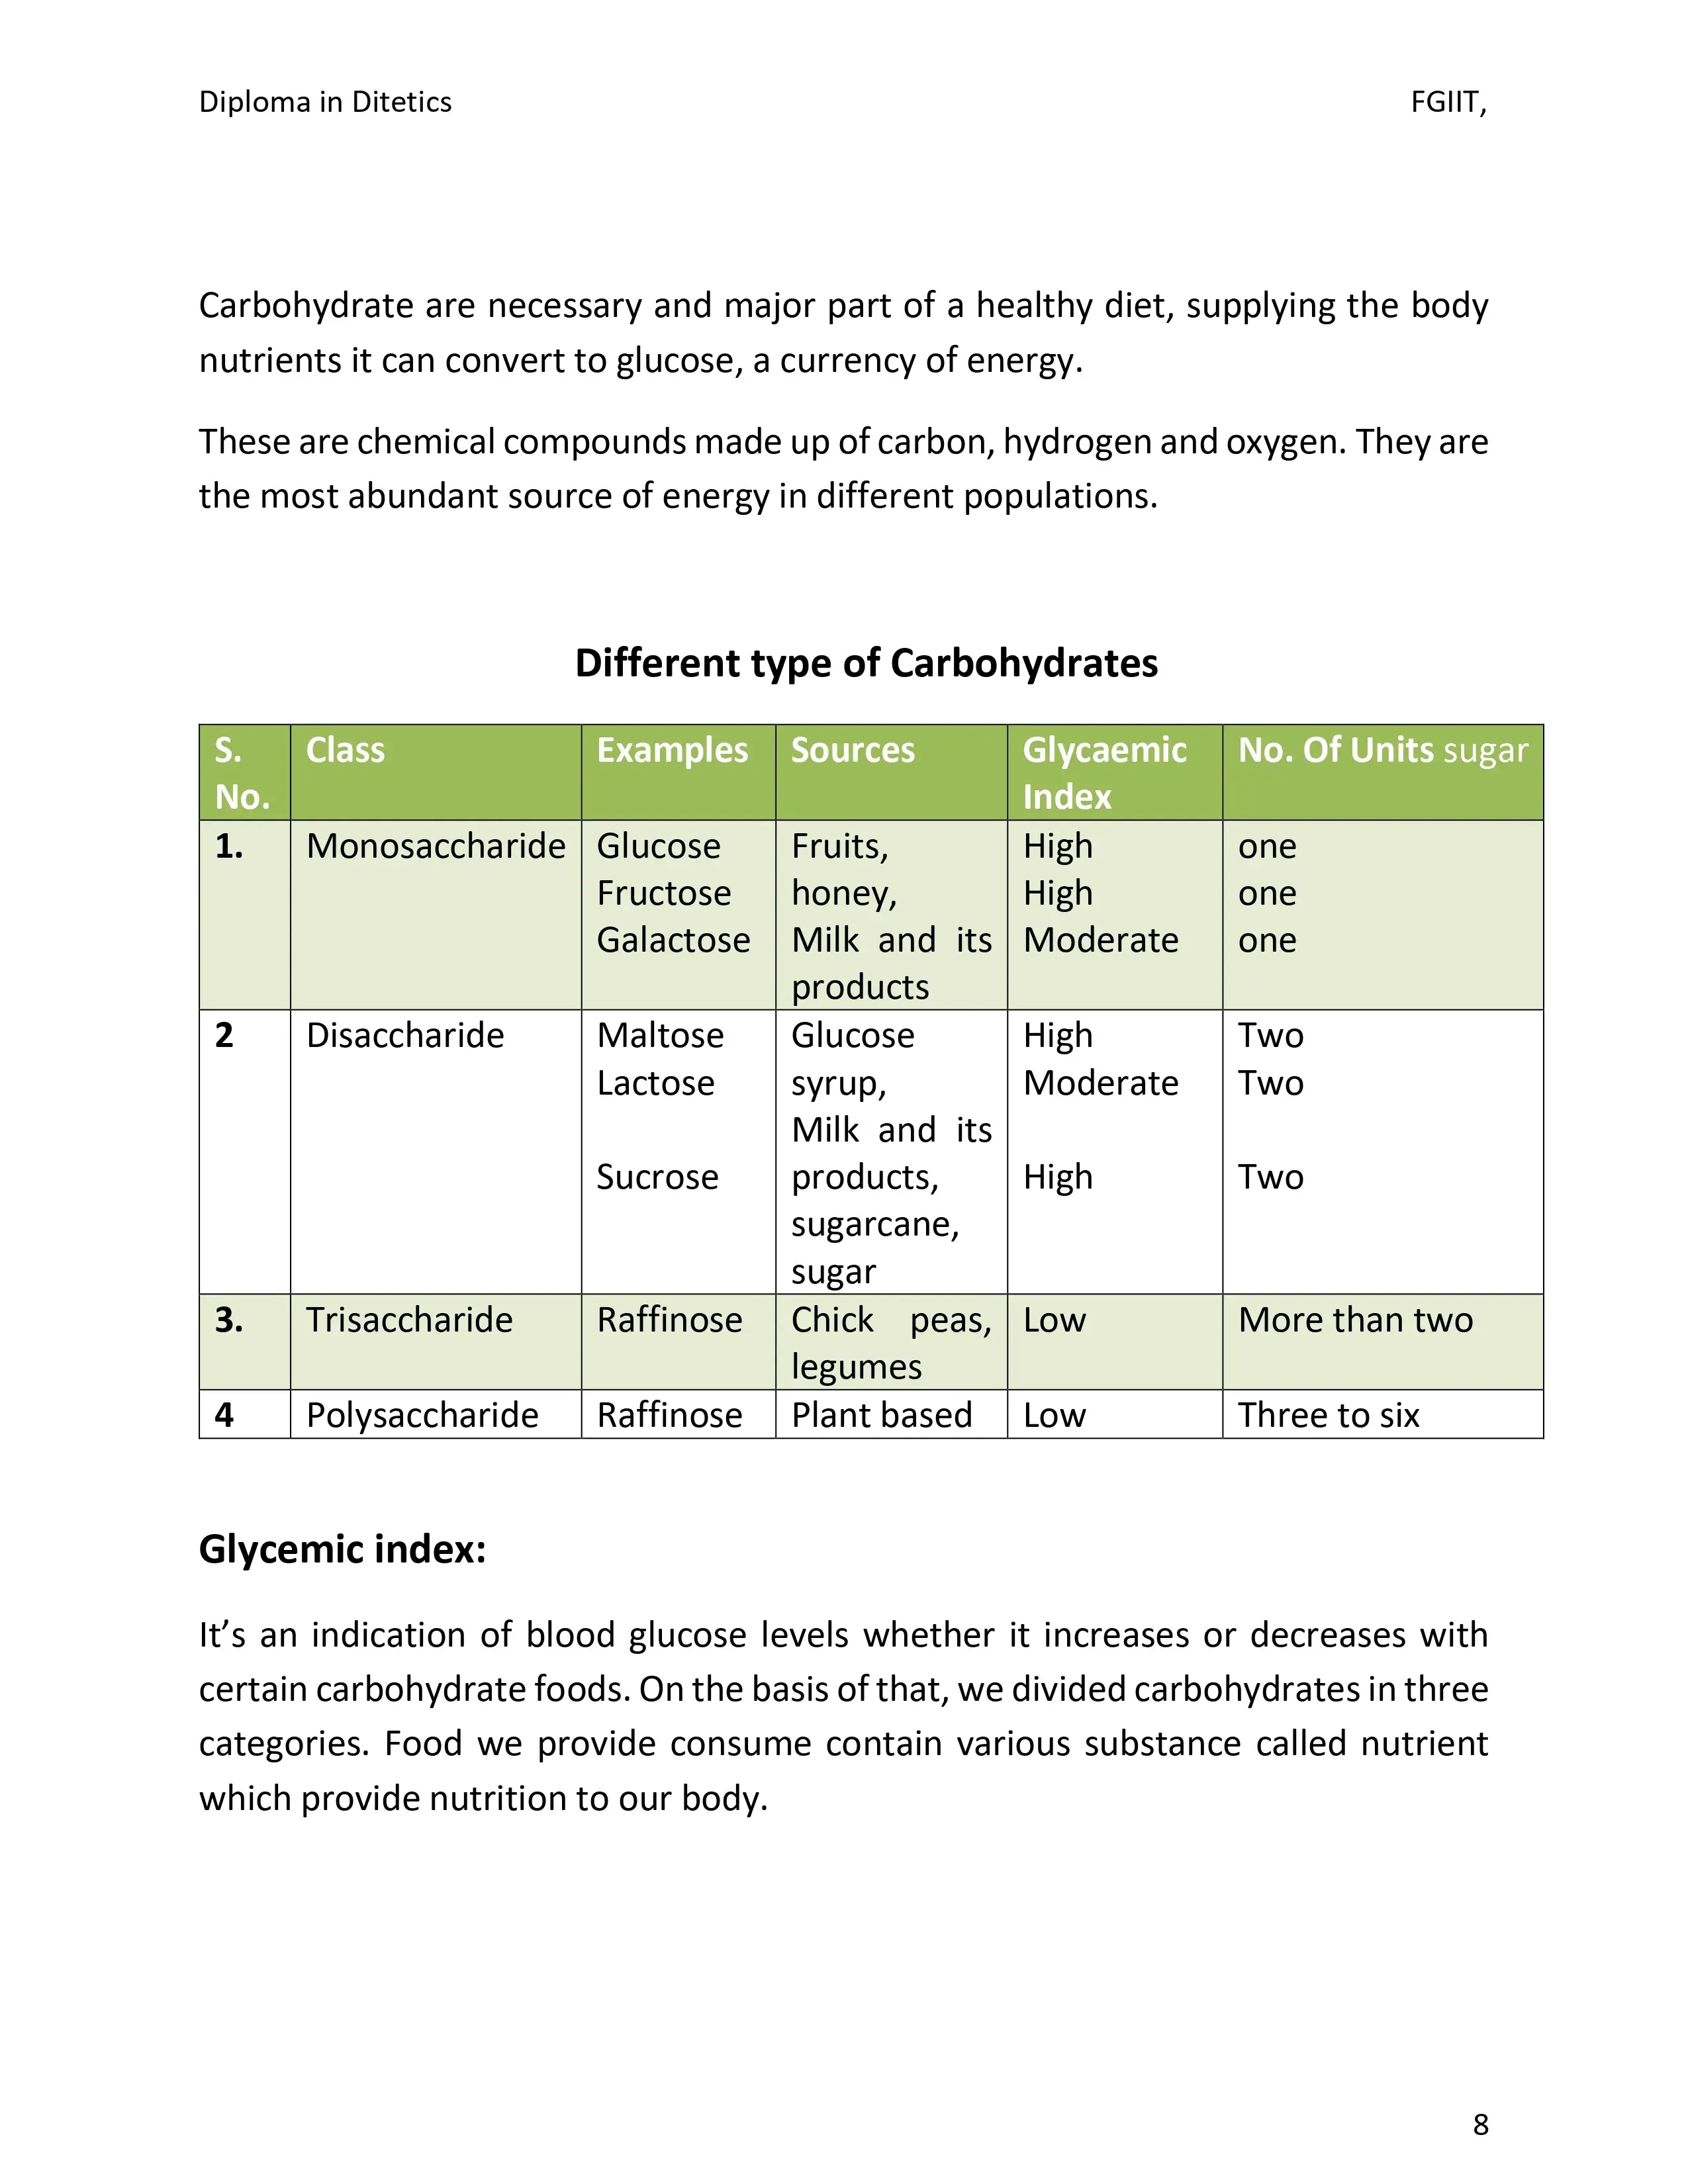 Diploma in Ditetics FGIIT,
Carbohydrate are necessary and major part of a healthy diet, supplying the body
nutrients it can convert to glucose, a currency of energy.
These are chemical compounds made up of carbon, hydrogen and oxygen. They are
the most abundant source of energy in different populations.
Different type of Carbohydrates
S. No. Class Examples Sources Glycaemic Index No. Of Units sugar
1. Monosaccharide Glucose Fruits, High one
Fructose honey, High one
Galactose Milk and its Moderate one
products
2 Disaccharide Maltose Glucose High Two
Lactose syrup, Moderate Two
Milk and its
Sucrose products, High Two
sugarcane,
sugar
3. Trisaccharide Raffinose Chick peas, Low More than two
legumes
4 Polysaccharide Raffinose Plant based Low Three to six
Glycemic index:
It’s an indication of blood glucose levels whether it increases or decreases with
certain carbohydrate foods. On the basis of that, we divided carbohydrates in three
categories. Food we provide consume contain various substance called nutrient
which provide nutrition to our body.
8